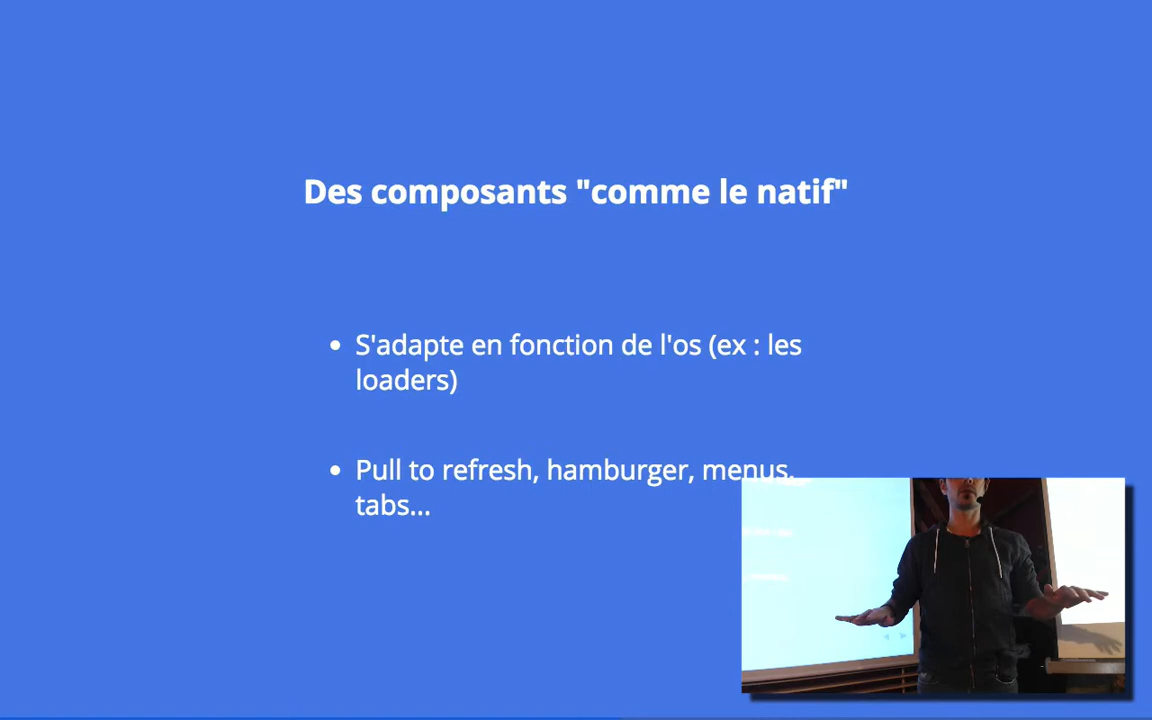 Des composants "comme le natif"
S'adapte en fonction de l'os (ex : les
loaders)
Pull to refresh, hamburger, menus,
tabs...